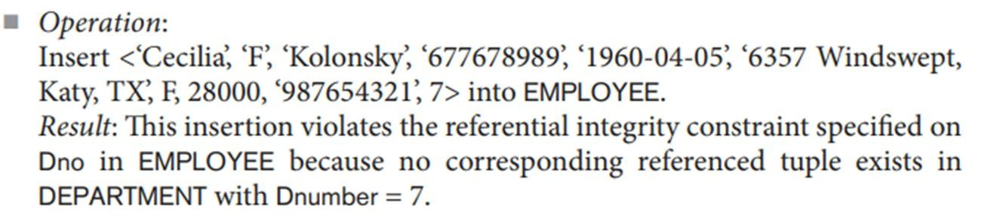 ■ Operation:
Insert <‘Cecilia’, ‘F’, ‘Kolonsky’, ‘677678989’, ‘1960-04-05’, ‘6357 Windswept,
Katy, TX’, F, 28000, ‘987654321’, 7> into EMPLOYEE.
Result: This insertion violates the referential integrity constraint specified on
Dno in EMPLOYEE because no corresponding referenced tuple exists in
DEPARTMENT with Dnumber = 7.